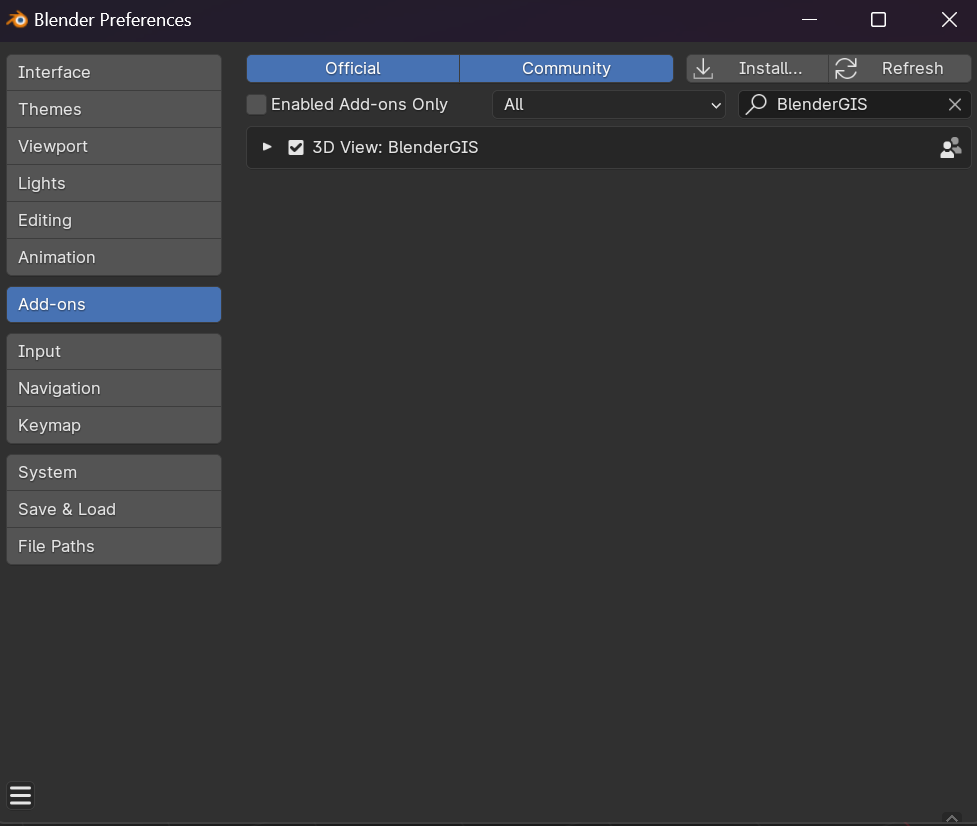 Blender Preferences
Interface
Themes
Viewport
Lights
Editing
Animation
Add-ons
Input
Navigation
Keymap
System
Save & Load
File Paths
Official Community Install... Refresh
Enabled Add-ons Only All BlenderGIS
3D View: BlenderGIS